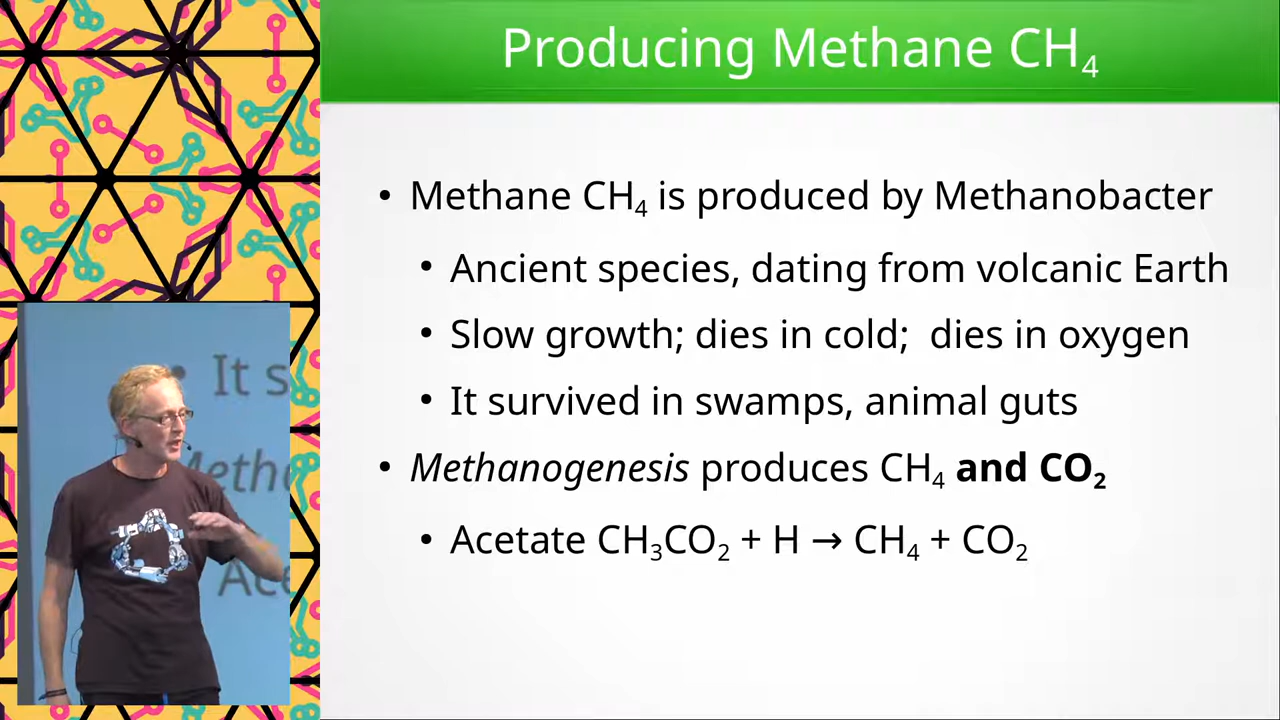 Producing Methane CH₄
• Methane CH₄ is produced by Methanobacter
• Ancient species, dating from volcanic Earth
• Slow growth; dies in cold;  dies in oxygen
• It survived in swamps, animal guts
• Methanogenesis produces CH₄ and CO₂
• Acetate CH₃CO₂ + H → CH₄ + CO₂
• It s
Metha
Ace